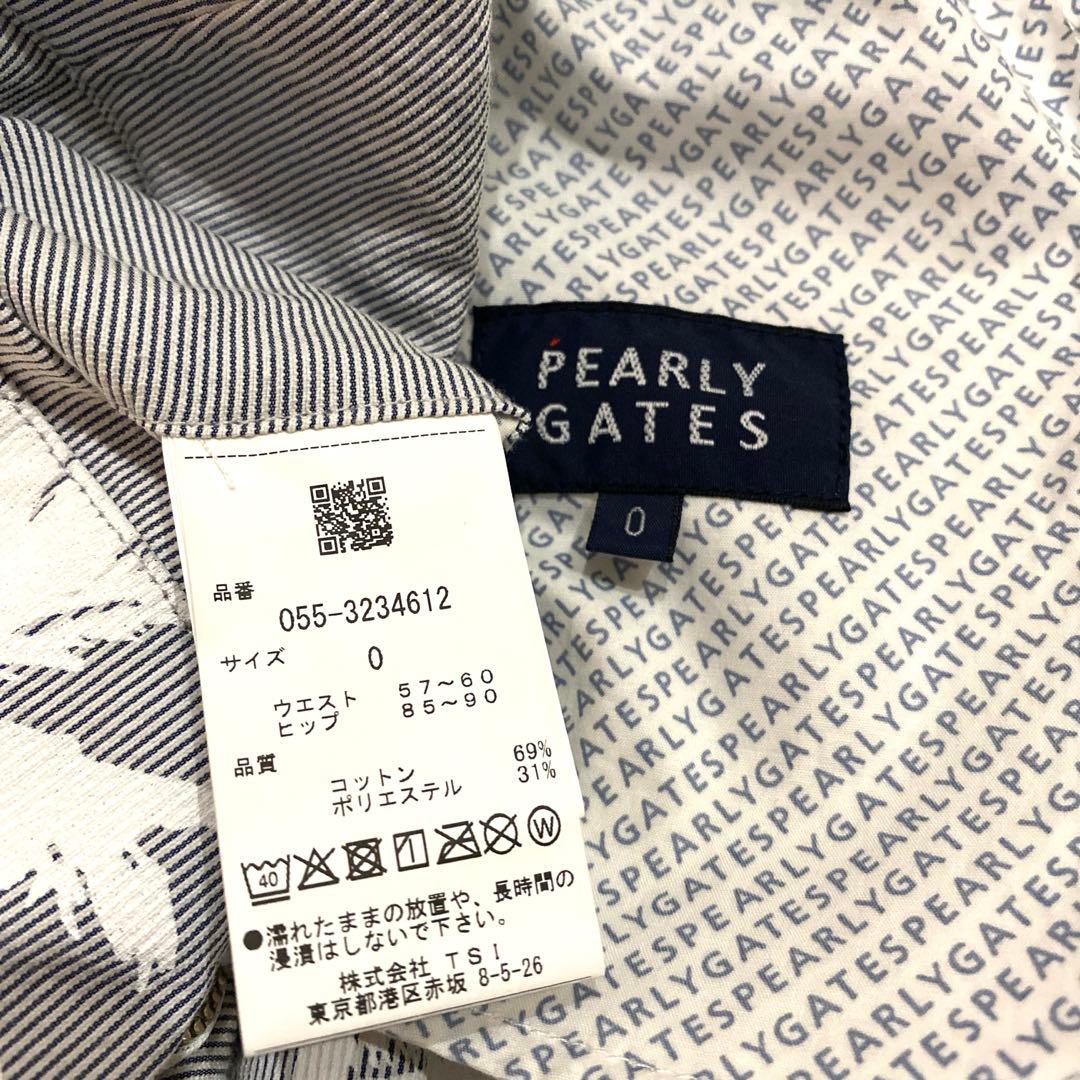 PEARLY
GATES
0
品番
055-3234612
サイズ 0
ウエスト 57～60
ヒップ 85～90
品質
コットン 69%
ポリエステル 31%
40
W
●濡れたままの放置や、長時間の
浸漬はしないで下さい。
株式会社 TSI
東京都港区赤坂 8-5-26
PEARLYGATESPEARLYGATESPEARLYGATES